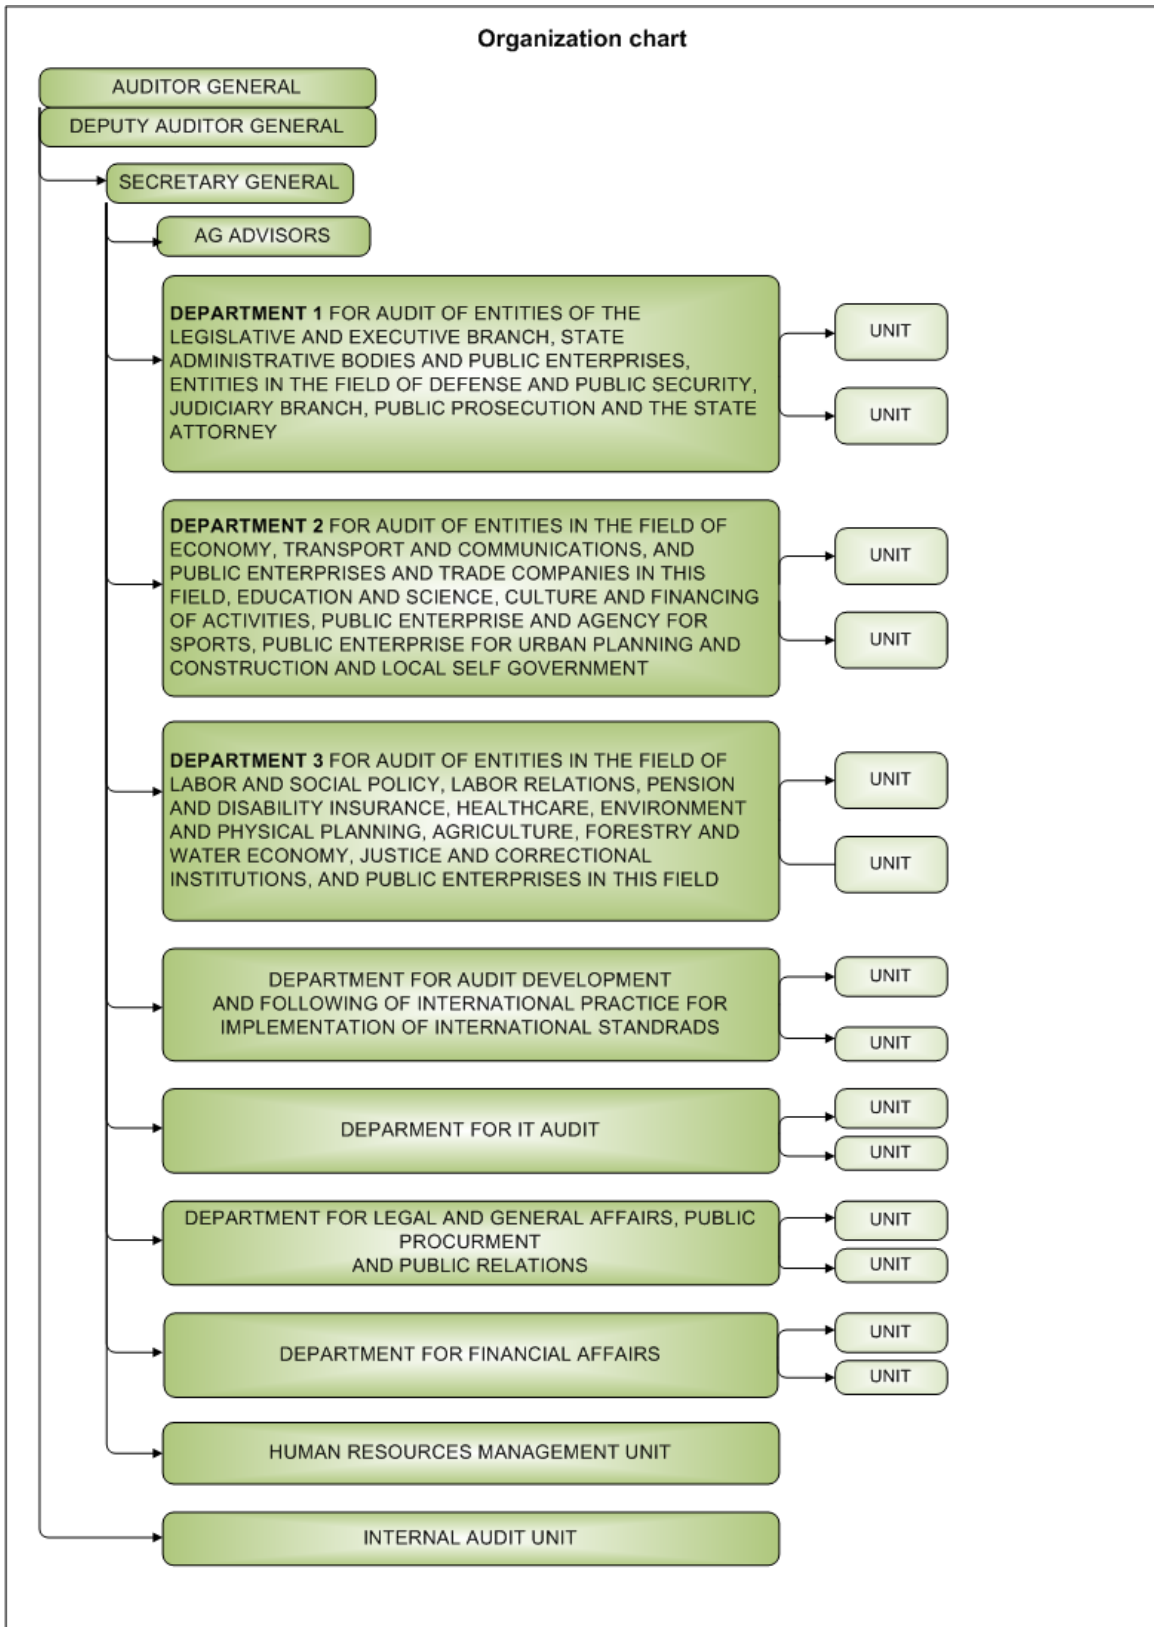 Organization chart
AUDITOR GENERAL
DEPUTY AUDITOR GENERAL
SECRETARY GENERAL
AG ADVISORS
DEPARTMENT 1 FOR AUDIT OF ENTITIES OF THE
LEGISLATIVE AND EXECUTIVE BRANCH, STATE
ADMINISTRATIVE BODIES AND PUBLIC ENTERPRISES,
ENTITIES IN THE FIELD OF DEFENSE AND PUBLIC SECURITY,
JUDICIARY BRANCH, PUBLIC PROSECUTION AND THE STATE
ATTORNEY
UNIT
UNIT
DEPARTMENT 2 FOR AUDIT OF ENTITIES IN THE FIELD OF
ECONOMY, TRANSPORT AND COMMUNICATIONS, AND
PUBLIC ENTERPRISES AND TRADE COMPANIES IN THIS
FIELD, EDUCATION AND SCIENCE, CULTURE AND FINANCING
OF ACTIVITIES, PUBLIC ENTERPRISE AND AGENCY FOR
SPORTS, PUBLIC ENTERPRISE FOR URBAN PLANNING AND
CONSTRUCTION AND LOCAL SELF GOVERNMENT
UNIT
UNIT
DEPARTMENT 3 FOR AUDIT OF ENTITIES IN THE FIELD OF
LABOR AND SOCIAL POLICY, LABOR RELATIONS, PENSION
AND DISABILITY INSURANCE, HEALTHCARE, ENVIRONMENT
AND PHYSICAL PLANNING, AGRICULTURE, FORESTRY AND
WATER ECONOMY, JUSTICE AND CORRECTIONAL
INSTITUTIONS, AND PUBLIC ENTERPRISES IN THIS FIELD
UNIT
UNIT
DEPARTMENT FOR AUDIT DEVELOPMENT
AND FOLLOWING OF INTERNATIONAL PRACTICE FOR
IMPLEMENTATION OF INTERNATIONAL STANDRADS
UNIT
UNIT
DEPARMENT FOR IT AUDIT
UNIT
UNIT
DEPARTMENT FOR LEGAL AND GENERAL AFFAIRS, PUBLIC
PROCURMENT
AND PUBLIC RELATIONS
UNIT
UNIT
DEPARTMENT FOR FINANCIAL AFFAIRS
UNIT
UNIT
HUMAN RESOURCES MANAGEMENT UNIT
INTERNAL AUDIT UNIT